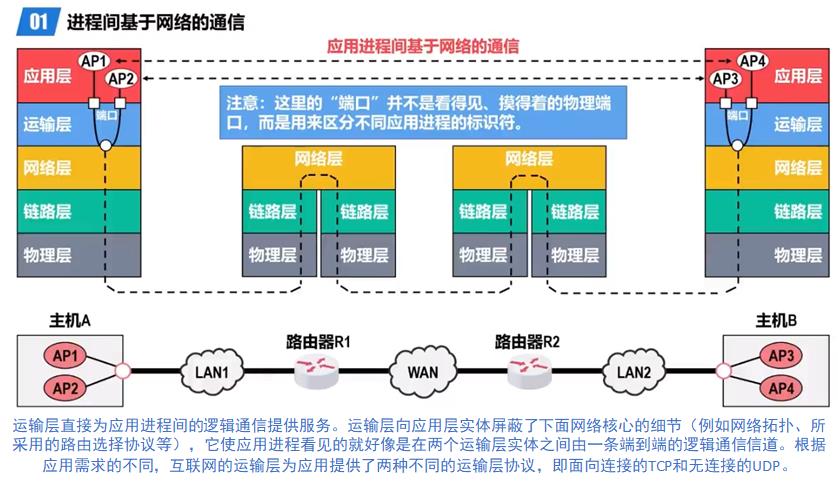 01 进程间基于网络的通信
应用进程间基于网络的通信
应用层 AP1 AP2
AP4 AP3 应用层
注意：这里的“端口”并不是看得见、摸得着的物理端
口，而是用来区分不同应用进程的标识符。
运输层 端口
端口 运输层
网络层 网络层 网络层 网络层
链路层 链路层 链路层 链路层 链路层 链路层
物理层 物理层 物理层 物理层 物理层 物理层
主机A 路由器R1 路由器R2 主机B
AP1 AP3
LAN1 WAN LAN2
AP2 AP4
运输层直接为应用进程间的逻辑通信提供服务。运输层向应用层实体屏蔽了下面网络核心的细节（例如网络拓扑、所
采用的路由选择协议等），它使应用进程看见的就好像是在两个运输层实体之间由一条端到端的逻辑通信信道。根据
应用需求的不同，互联网的运输层为应用提供了两种不同的运输层协议，即面向连接的TCP和无连接的UDP。